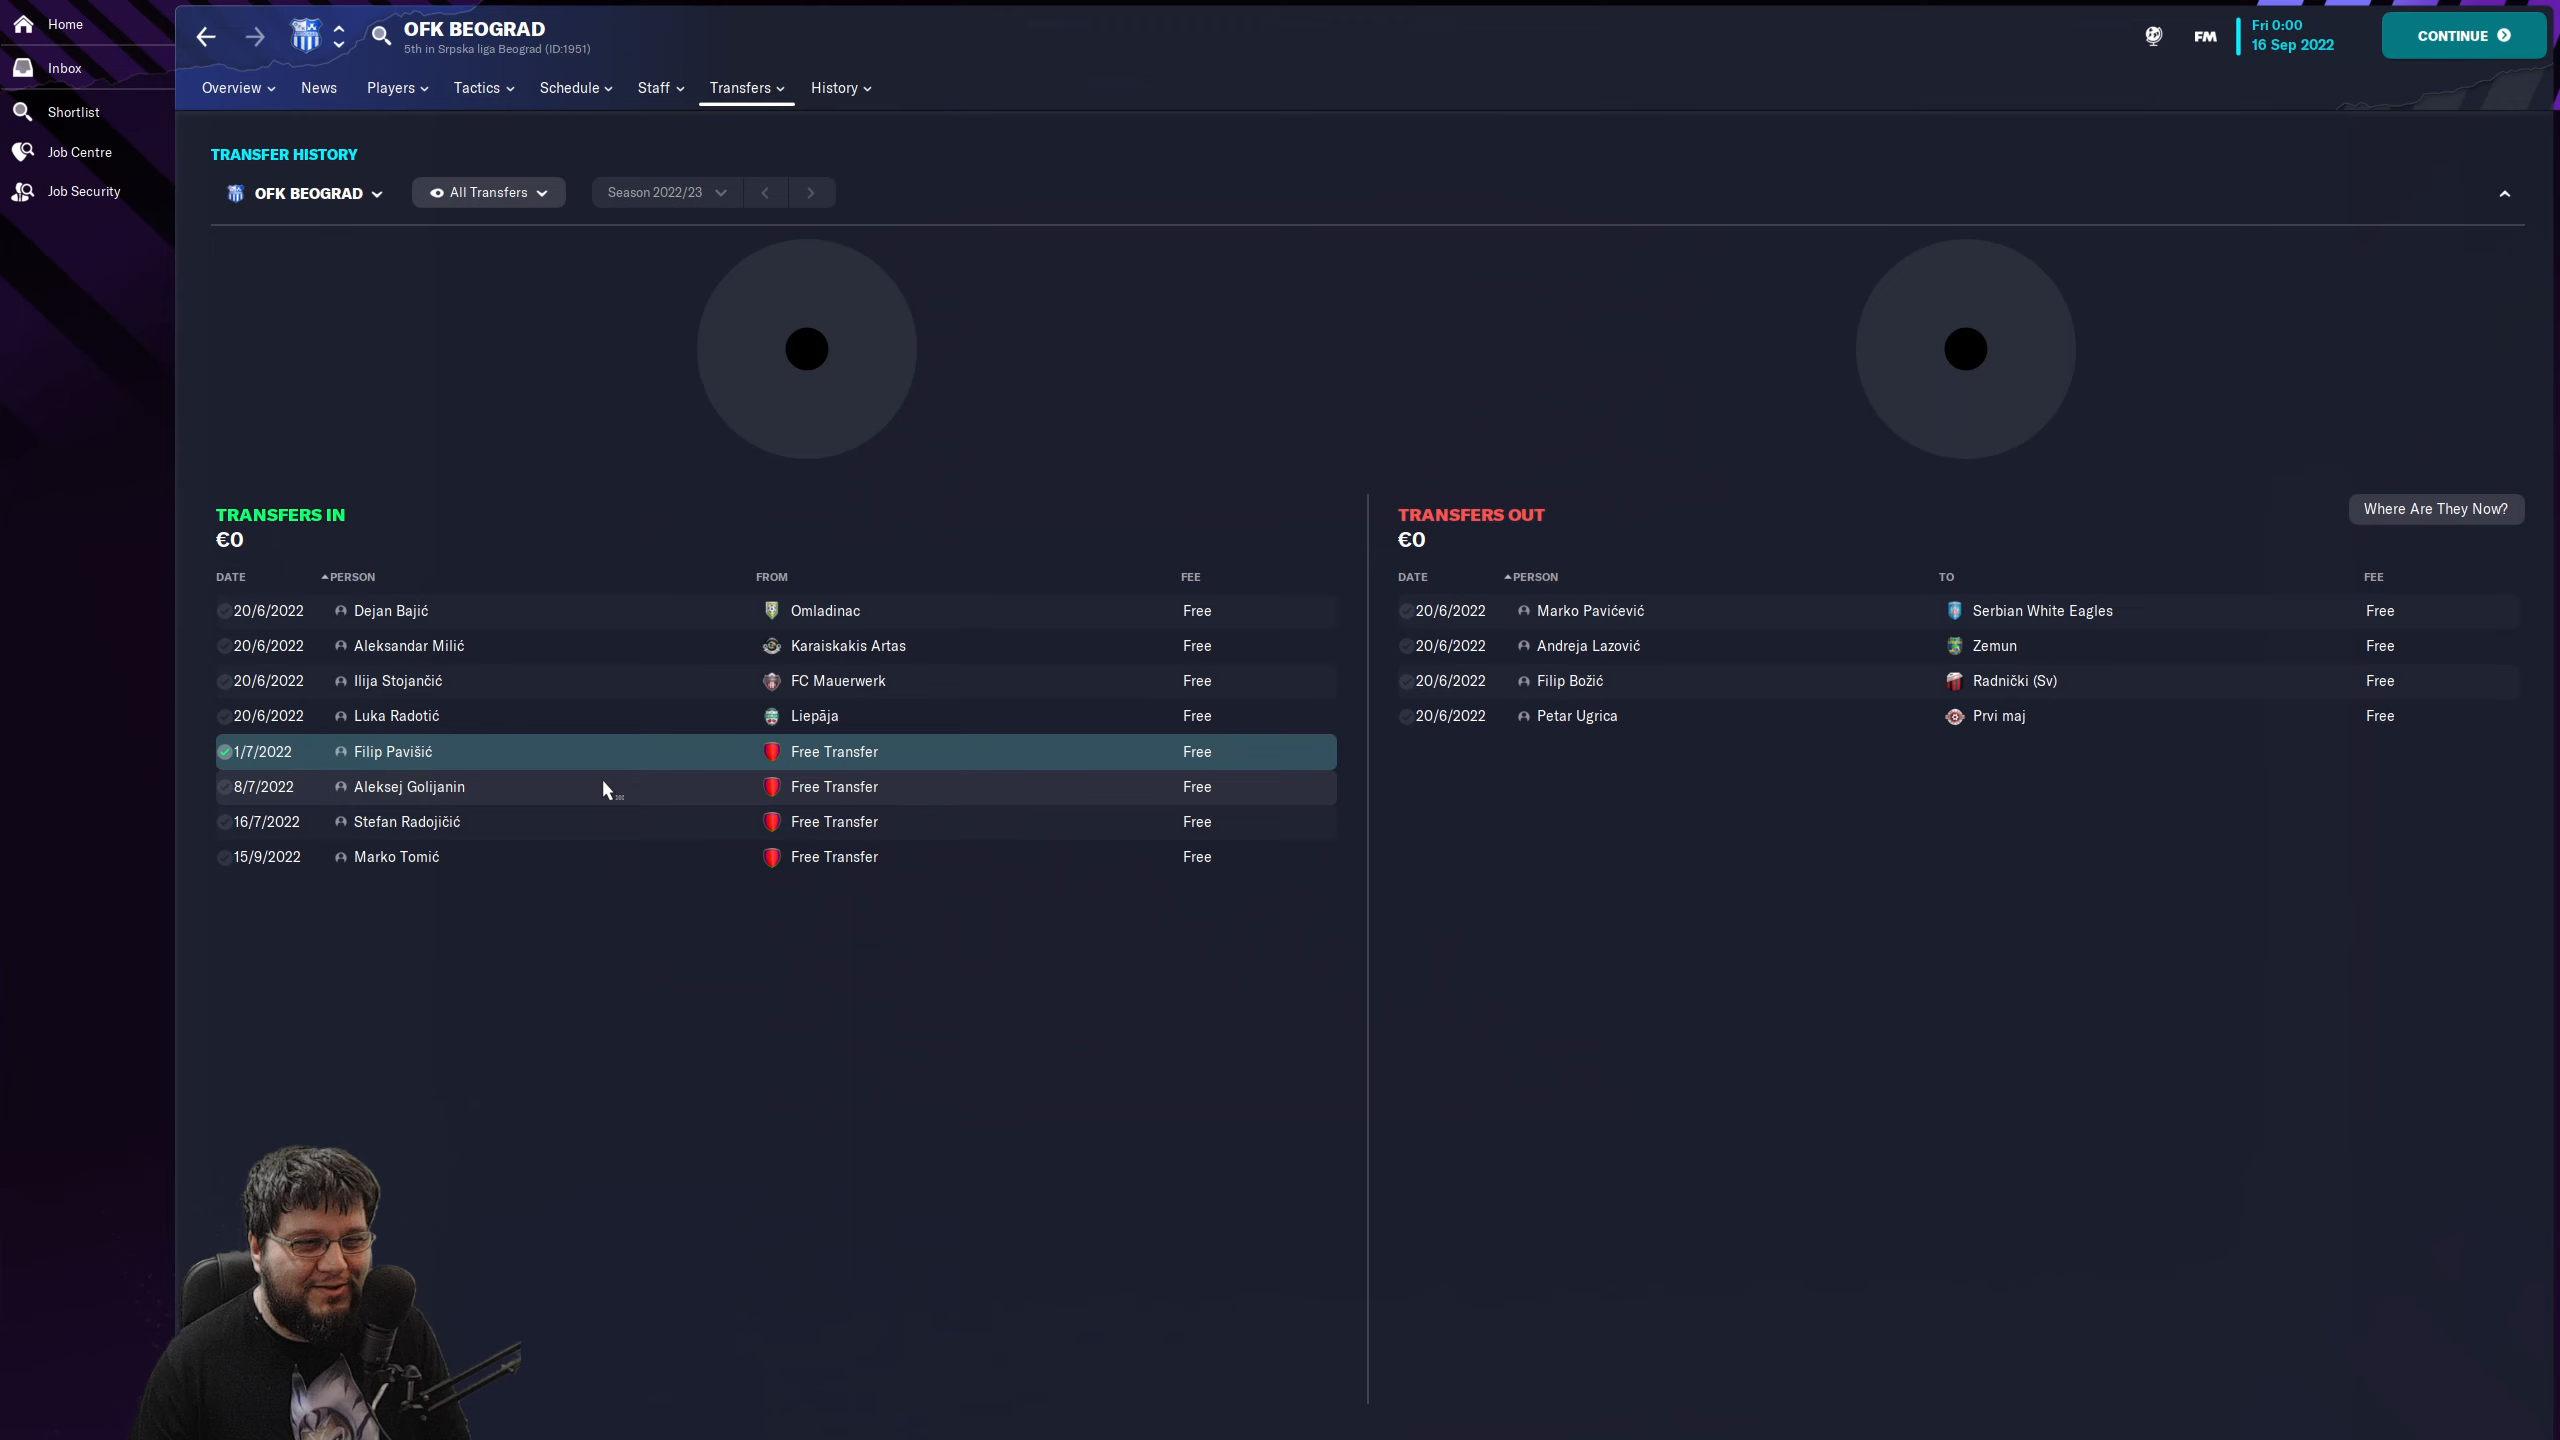 Home
Inbox
Shortlist
Job Centre
Job Security
OFK BEOGRAD
5th in Srpska liga Beograd (ID:1951)
FM
Fri 0:00
16 Sep 2022
CONTINUE
Overview News Players Tactics Schedule Staff Transfers History
TRANSFER HISTORY
OFK BEOGRAD All Transfers Season 2022/23
TRANSFERS IN
€0
DATE PERSON FROM FEE
20/6/2022 Dejan Bajić Omladinac Free
20/6/2022 Aleksandar Milić Karaiskakis Artas Free
20/6/2022 Ilija Stojančić FC Mauerwerk Free
20/6/2022 Luka Radotić Liepāja Free
1/7/2022 Filip Pavišić Free Transfer Free
8/7/2022 Aleksej Golijanin Free Transfer Free
16/7/2022 Stefan Radojičić Free Transfer Free
15/9/2022 Marko Tomić Free Transfer Free
TRANSFERS OUT
€0
Where Are They Now?
DATE PERSON TO FEE
20/6/2022 Marko Pavićević Serbian White Eagles Free
20/6/2022 Andreja Lazović Zemun Free
20/6/2022 Filip Božić Radnički (Sv) Free
20/6/2022 Petar Ugrica Prvi maj Free